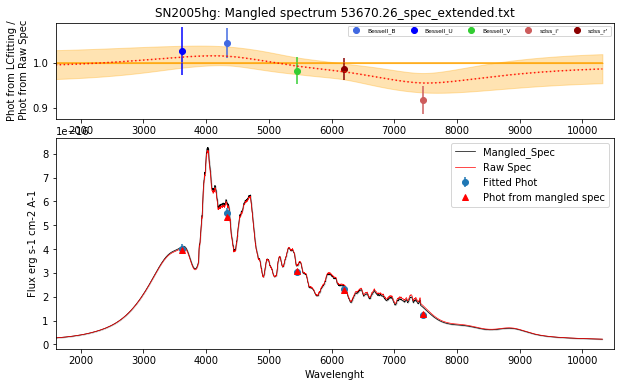 SN2005hg: Mangled spectrum 53670.26_spec_extended.txt
Phot from LCfitting /
Phot from Raw Spec
1.0
0.9
Bessell_B
Bessell_U
Bessell_V
sdss_i'
sdss_r'
2000 3000 4000 5000 6000 7000 8000 9000 10000
1e−16
Flux erg s-1 cm-2 A-1
8
7
6
5
4
3
2
1
0
Mangled_Spec
Raw Spec
Fitted Phot
Phot from mangled spec
2000 3000 4000 5000 6000 7000 8000 9000 10000
Wavelenght